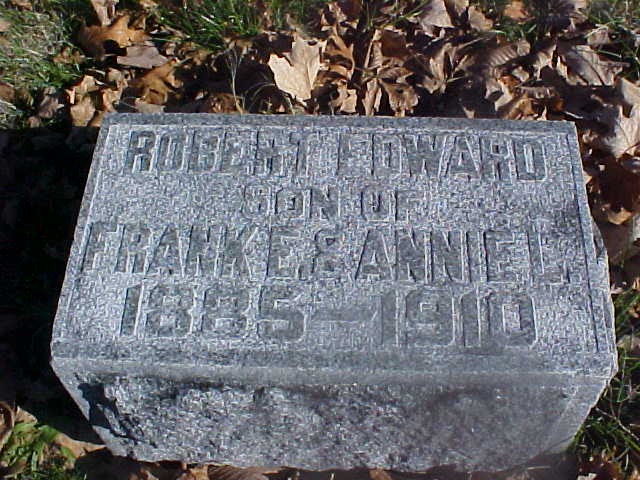 ROBERT EDWARD
SON OF
FRANK E. & ANNIE L.
1885-1910